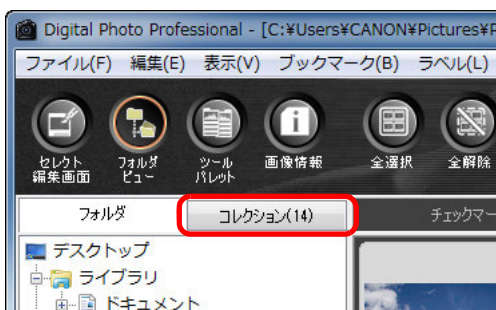 Digital Photo Professional - [C:¥Users¥CANON¥Pictures¥
ファイル(F) 編集(E) 表示(V) ブックマーク(B) ラベル(L)
セレクト編集画面 フォルダビュー ツールパレット 画像情報 全選択 全解除
フォルダ コレクション(14) チェックマー
デスクトップ
ライブラリ
ドキュメント